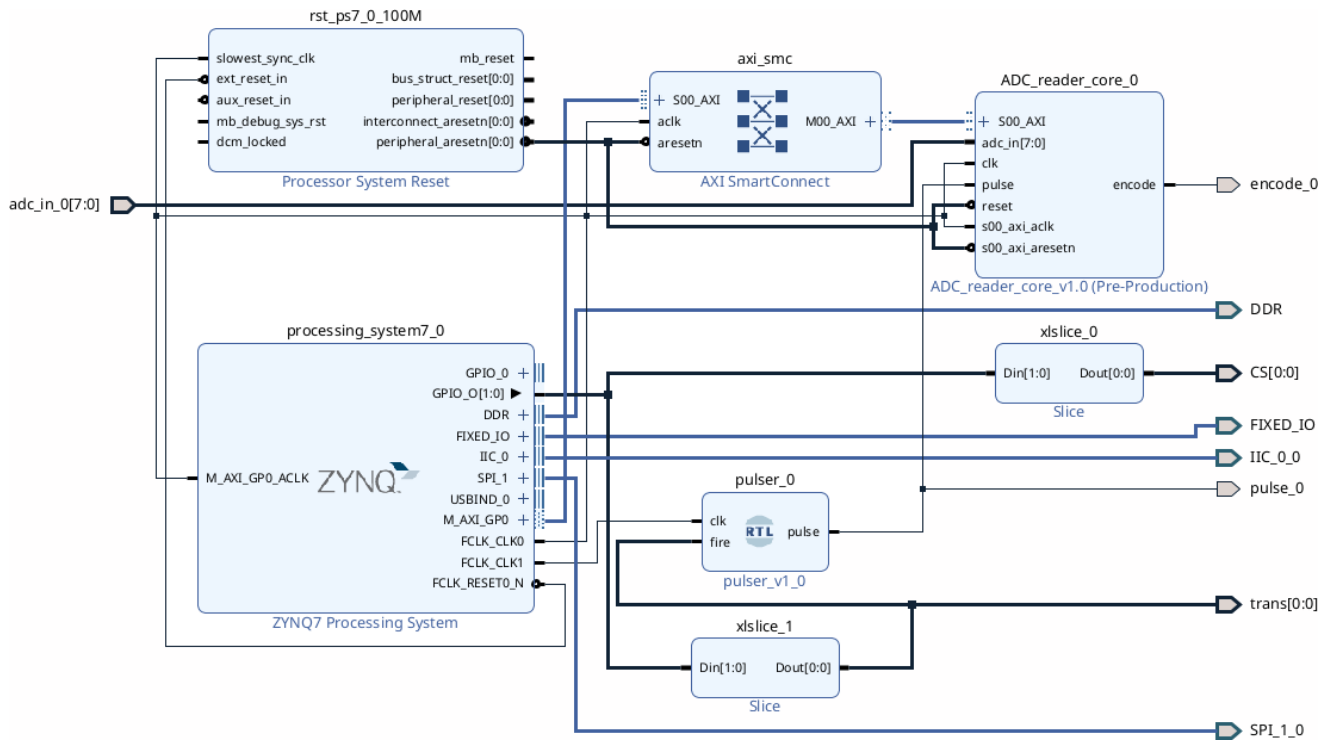 rst_ps7_0_100M
slowest_sync_clk
ext_reset_in
aux_reset_in
mb_debug_sys_rst
dcm_locked
mb_reset
bus_struct_reset[0:0]
peripheral_reset[0:0]
interconnect_aresetn[0:0]
peripheral_aresetn[0:0]
Processor System Reset
axi_smc
S00_AXI
aclk
aresetn
M00_AXI
AXI SmartConnect
ADC_reader_core_0
S00_AXI
adc_in[7:0]
clk
pulse
reset
s00_axi_aclk
s00_axi_aresetn
encode
ADC_reader_core_v1.0 (Pre-Production)
adc_in_0[7:0]
encode_0
DDR
processing_system7_0
M_AXI_GP0_ACLK
ZYNQ
GPIO_0
GPIO_O[1:0]
DDR
FIXED_IO
IIC_0
SPI_1
USBIND_0
M_AXI_GP0
FCLK_CLK0
FCLK_CLK1
FCLK_RESET0_N
ZYNQ7 Processing System
xlslice_0
Din[1:0]
Dout[0:0]
Slice
CS[0:0]
FIXED_IO
IIC_0_0
pulse_0
pulser_0
clk
fire
RTL
pulse
pulser_v1_0
trans[0:0]
xlslice_1
Din[1:0]
Dout[0:0]
Slice
SPI_1_0